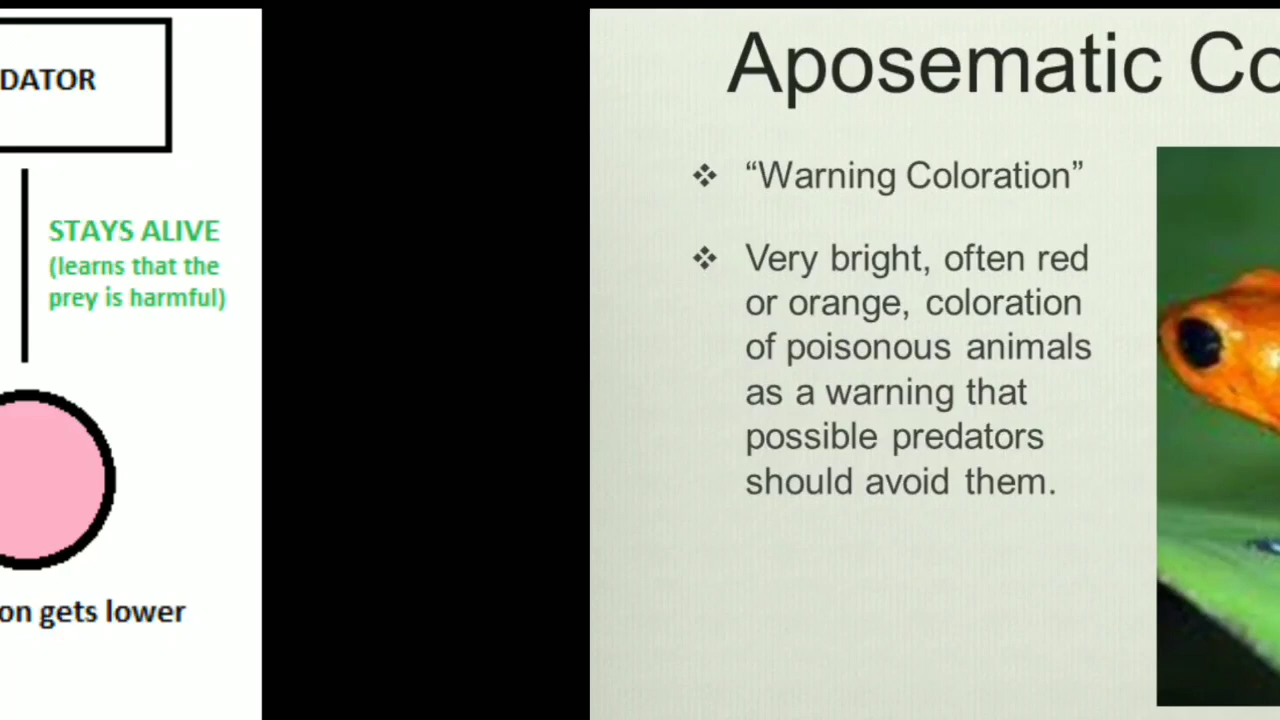 DATOR
STAYS ALIVE
(learns that the
prey is harmful)
on gets lower
Aposematic Co
❖ “Warning Coloration”
❖ Very bright, often red
or orange, coloration
of poisonous animals
as a warning that
possible predators
should avoid them.